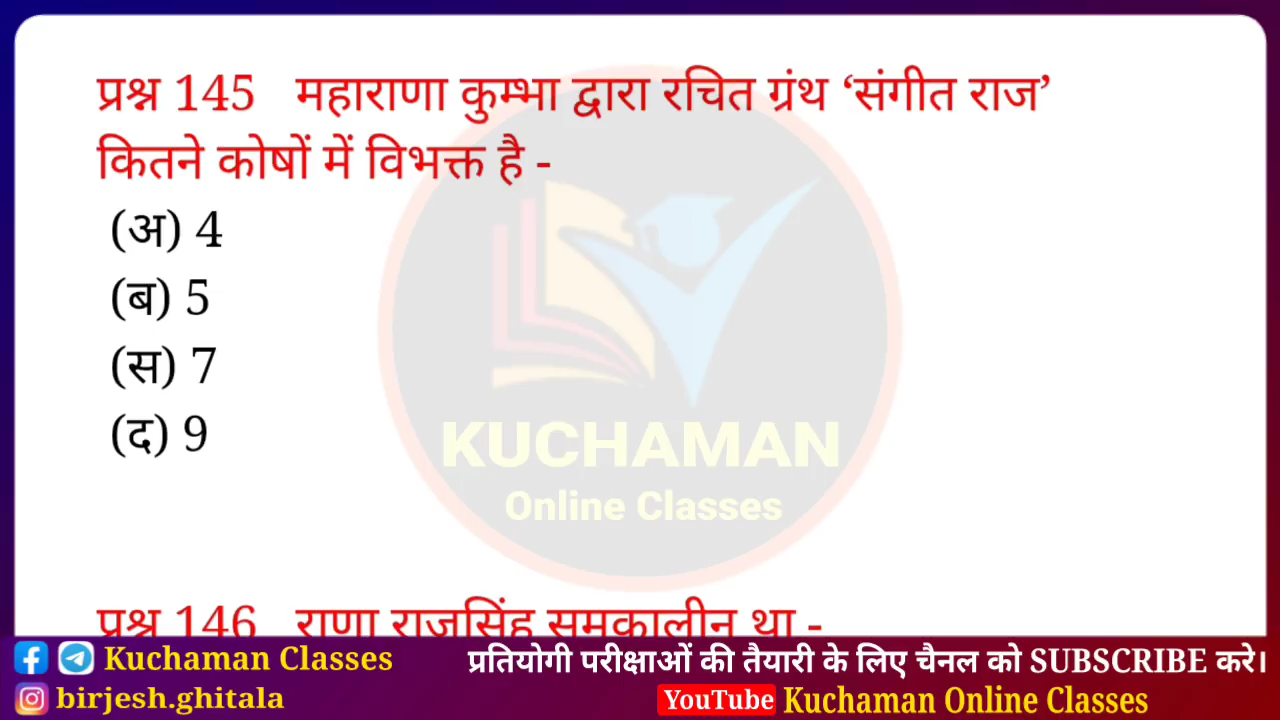 प्रश्न 145 महाराणा कुम्भा द्वारा रचित ग्रंथ ‘संगीत राज’
कितने कोषों में विभक्त है -
(अ) 4
(ब) 5
(स) 7
(द) 9
KUCHAMAN
Online Classes
प्रश्न 146 राणा राजसिंह समकालीन था -
Kuchaman Classes
प्रतियोगी परीक्षाओं की तैयारी के लिए चैनल को SUBSCRIBE करे।
birjesh.ghitala
YouTube Kuchaman Online Classes